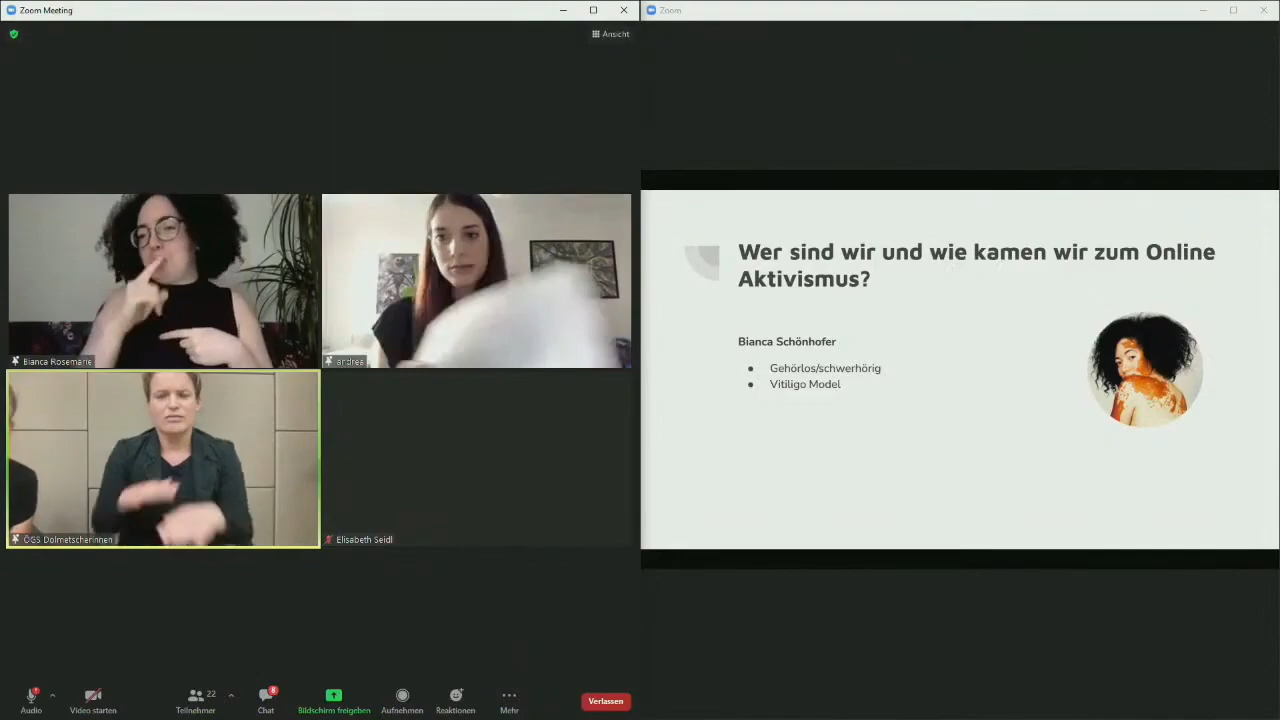 Zoom Meeting
Ansicht
Bianca Rosemarie
andrea
ÖGS Dolmetscherinnen
Elisabeth Seidl
Audio
Video starten
22
Teilnehmer
8
Chat
Bildschirm freigeben
Aufnehmen
Reaktionen
Mehr
Verlassen
Zoom
Wer sind wir und wie kamen wir zum Online
Aktivismus?
Bianca Schönhofer
● Gehörlos/schwerhörig
● Vitiligo Model